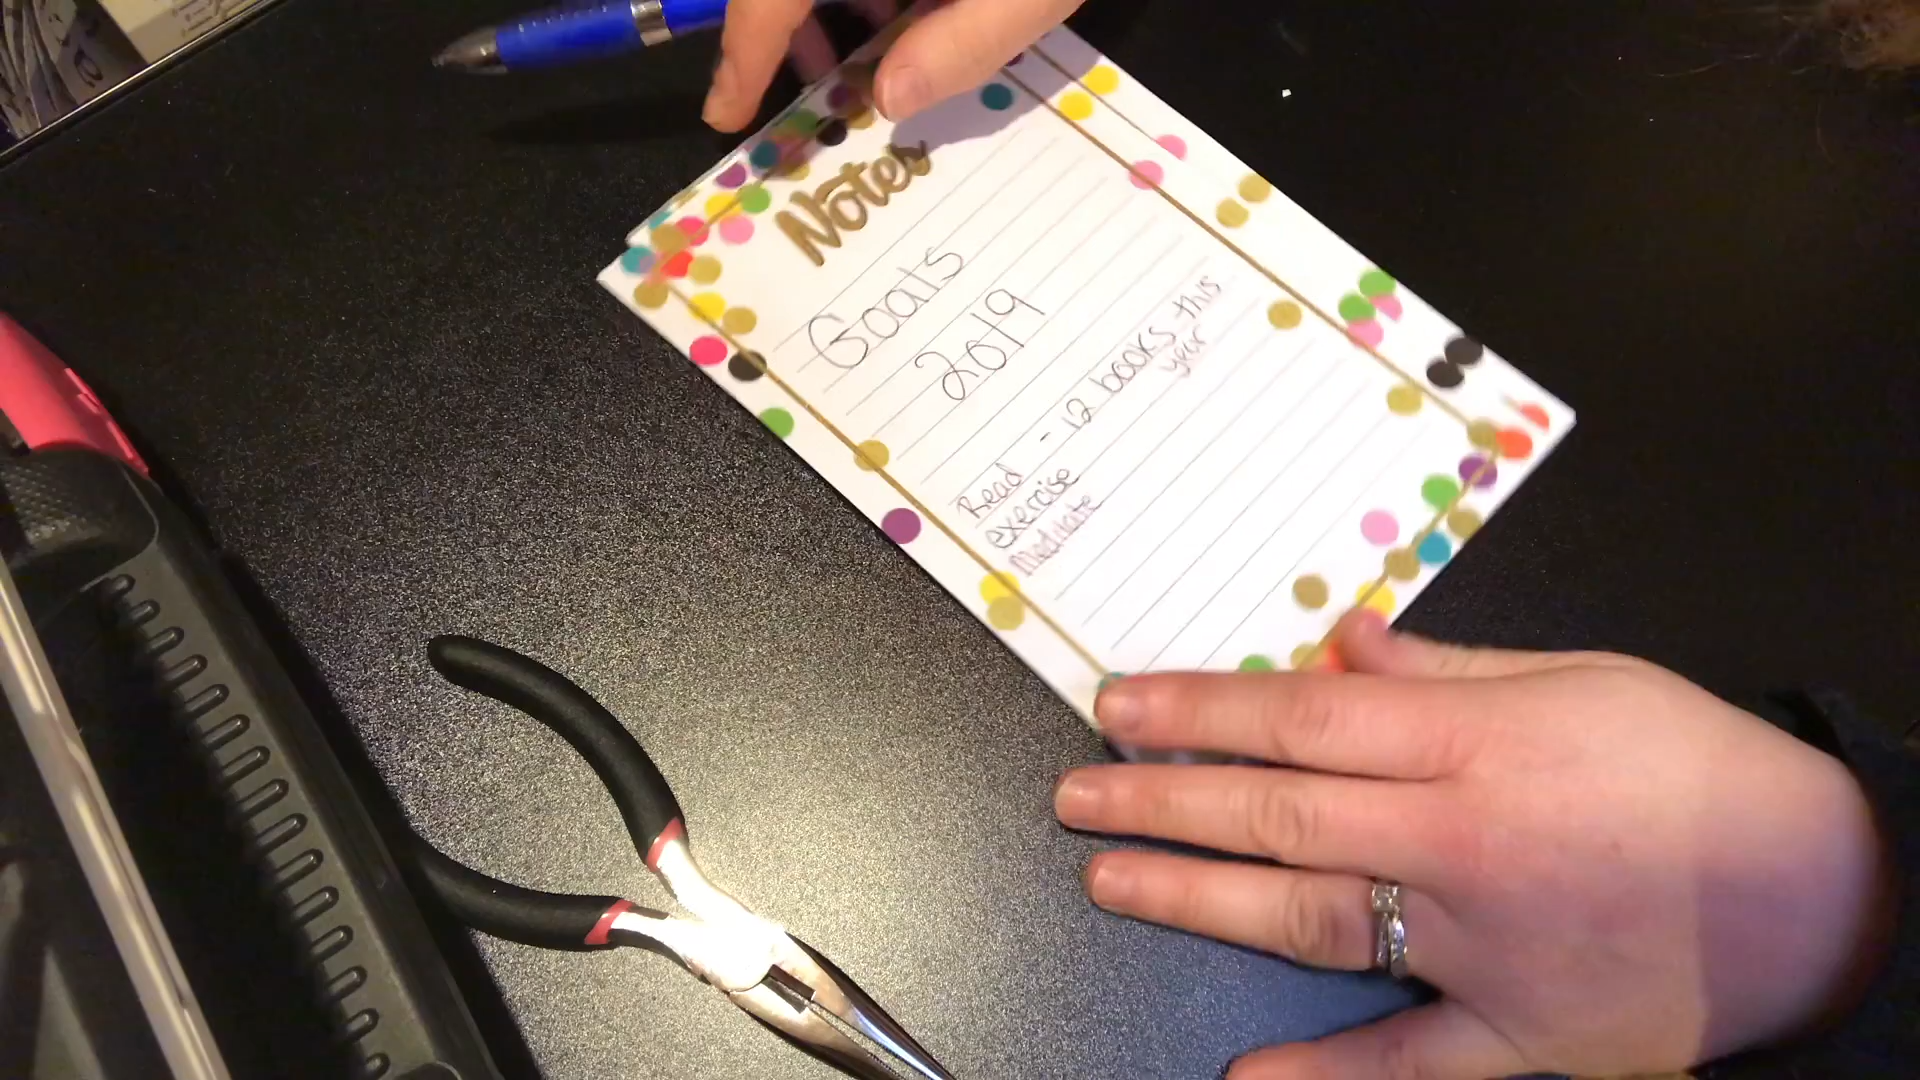 Notes
Goals
2019
Read - 12 books this
year
exercise
Meditate